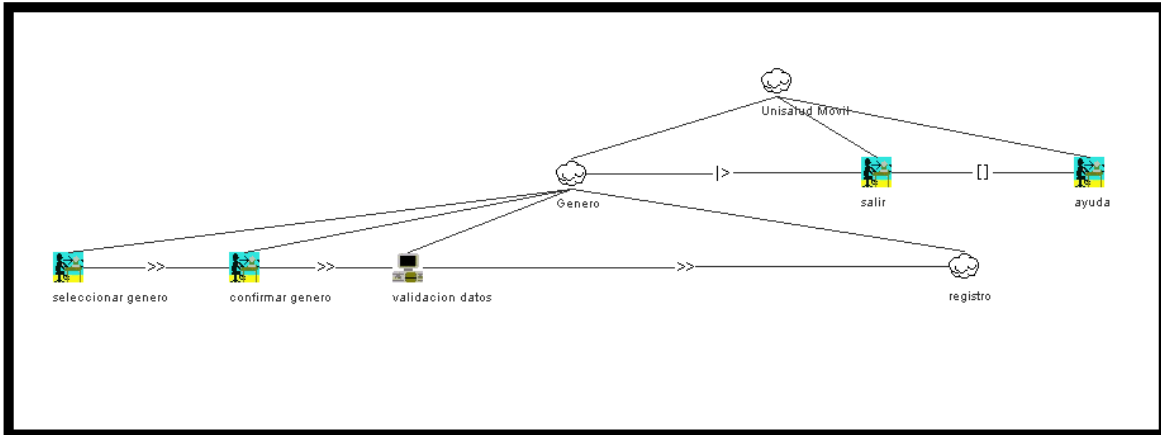 Unisalud Movil
|>
[]
Genero
salir
ayuda
>>
>>
>>
seleccionar genero
confirmar genero
validacion datos
registro